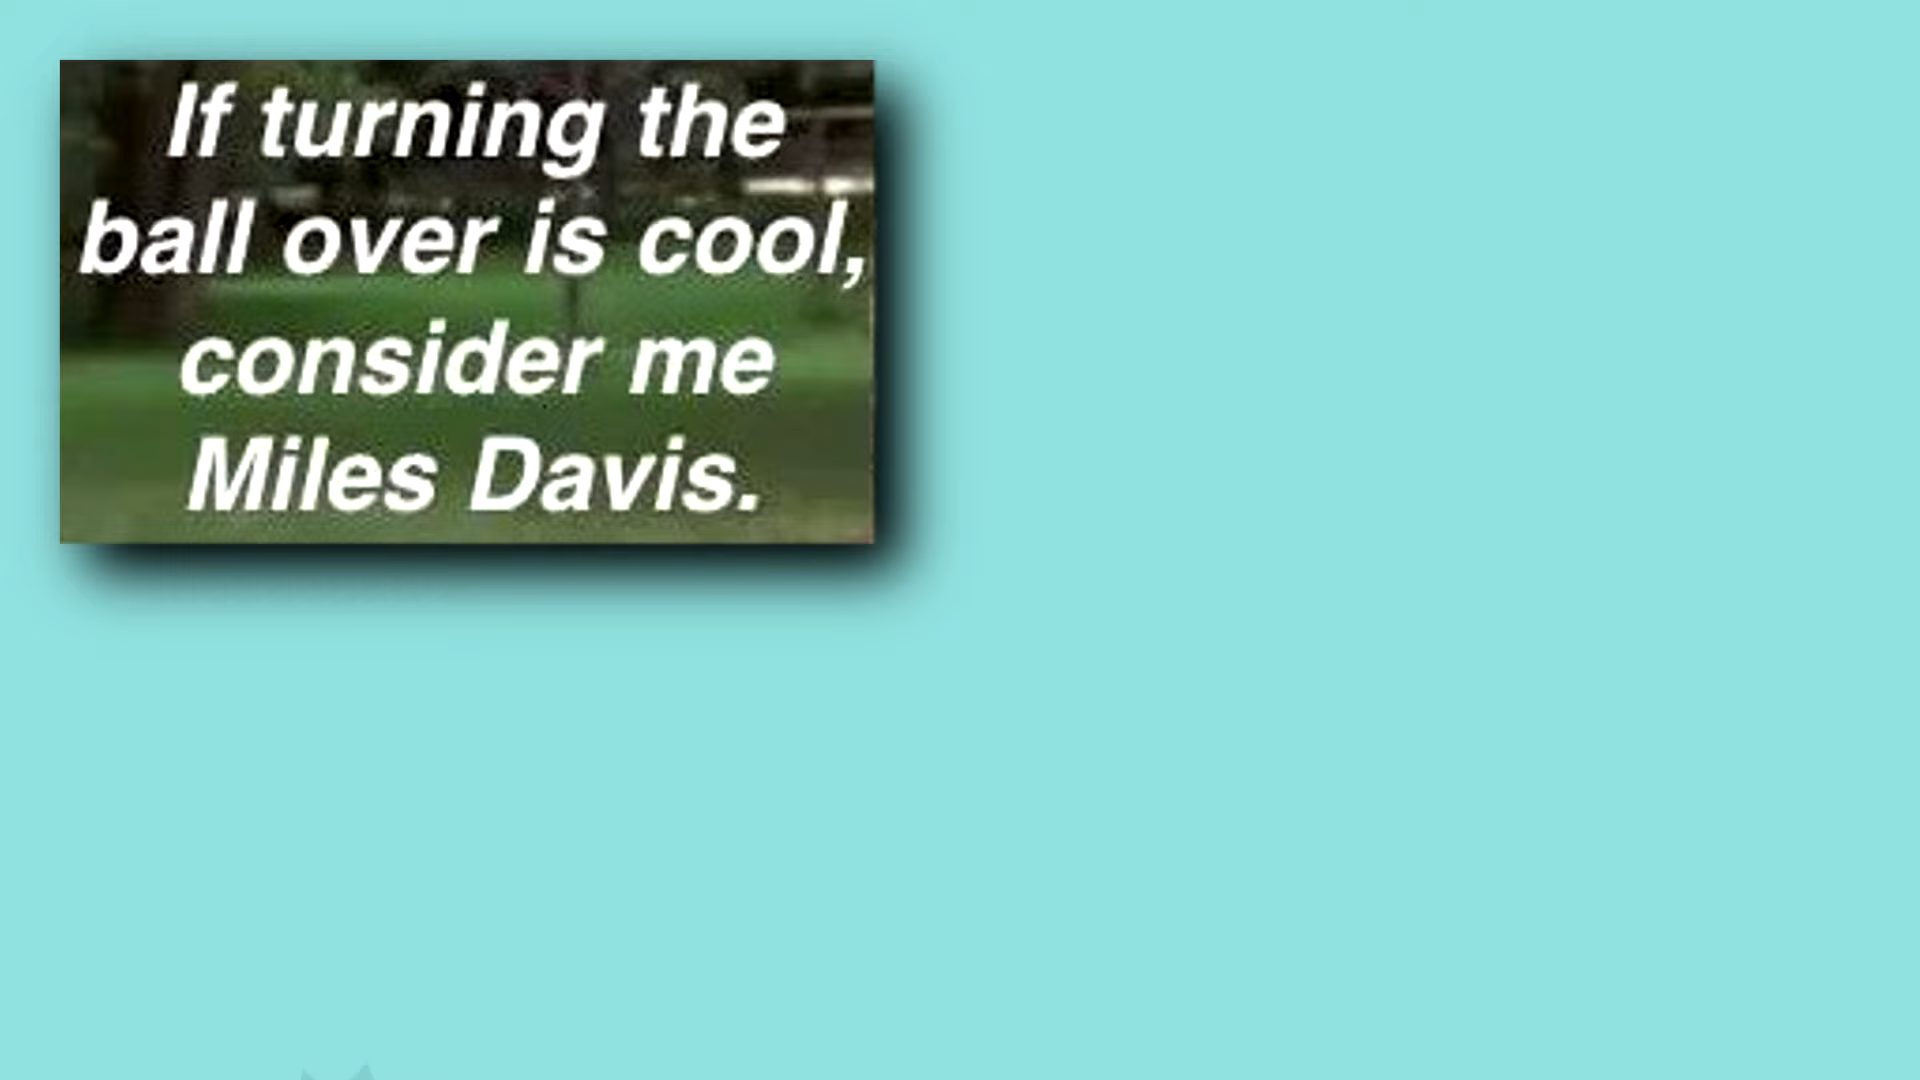 If turning the
ball over is cool,
consider me
Miles Davis.